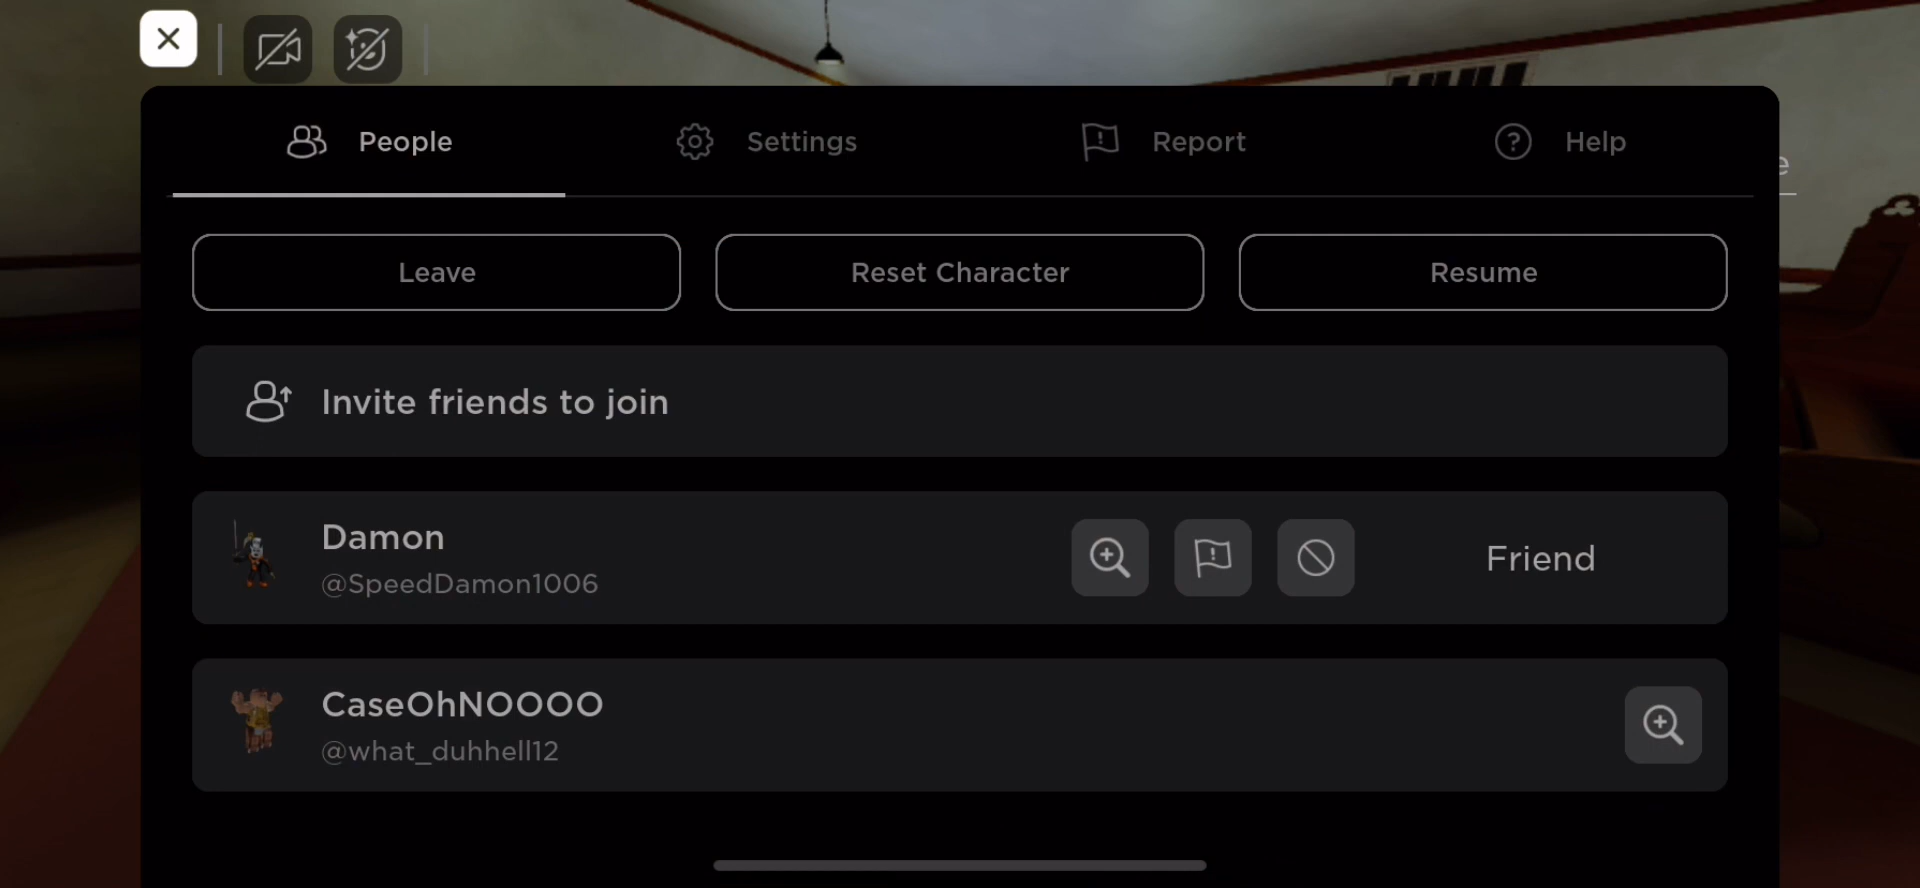 People
Settings
Report
Help
Leave
Reset Character
Resume
Invite friends to join
Damon
@SpeedDamon1006
Friend
CaseOhNOOOO
@what_duhhell12